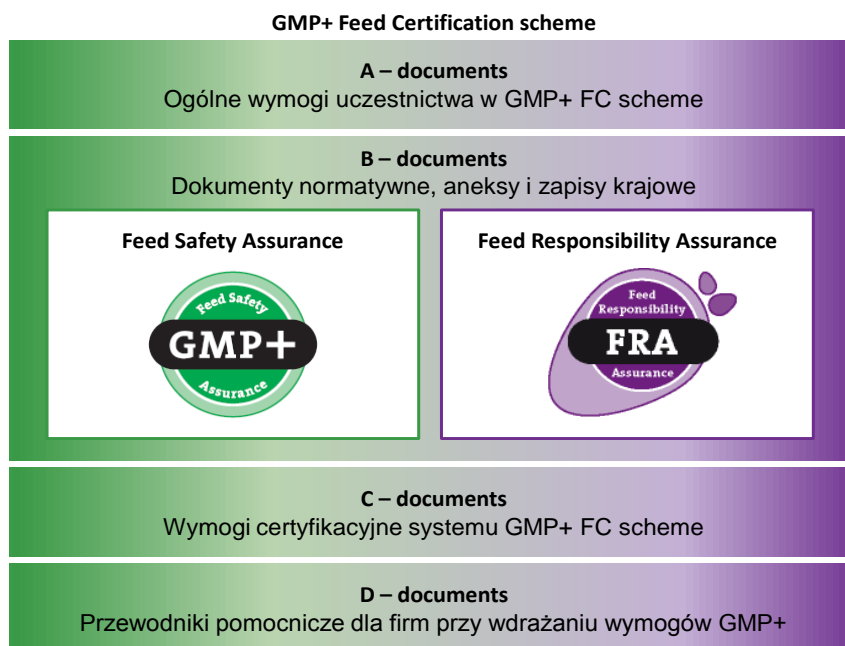 GMP+ Feed Certification scheme
A – documents
Ogólne wymogi uczestnictwa w GMP+ FC scheme
B – documents
Dokumenty normatywne, aneksy i zapisy krajowe
Feed Safety Assurance
Feed Safety
GMP+
Assurance
Feed Responsibility Assurance
Feed
Responsibility
FRA
Assurance
C – documents
Wymogi certyfikacyjne systemu GMP+ FC scheme
D – documents
Przewodniki pomocnicze dla firm przy wdrażaniu wymogów GMP+